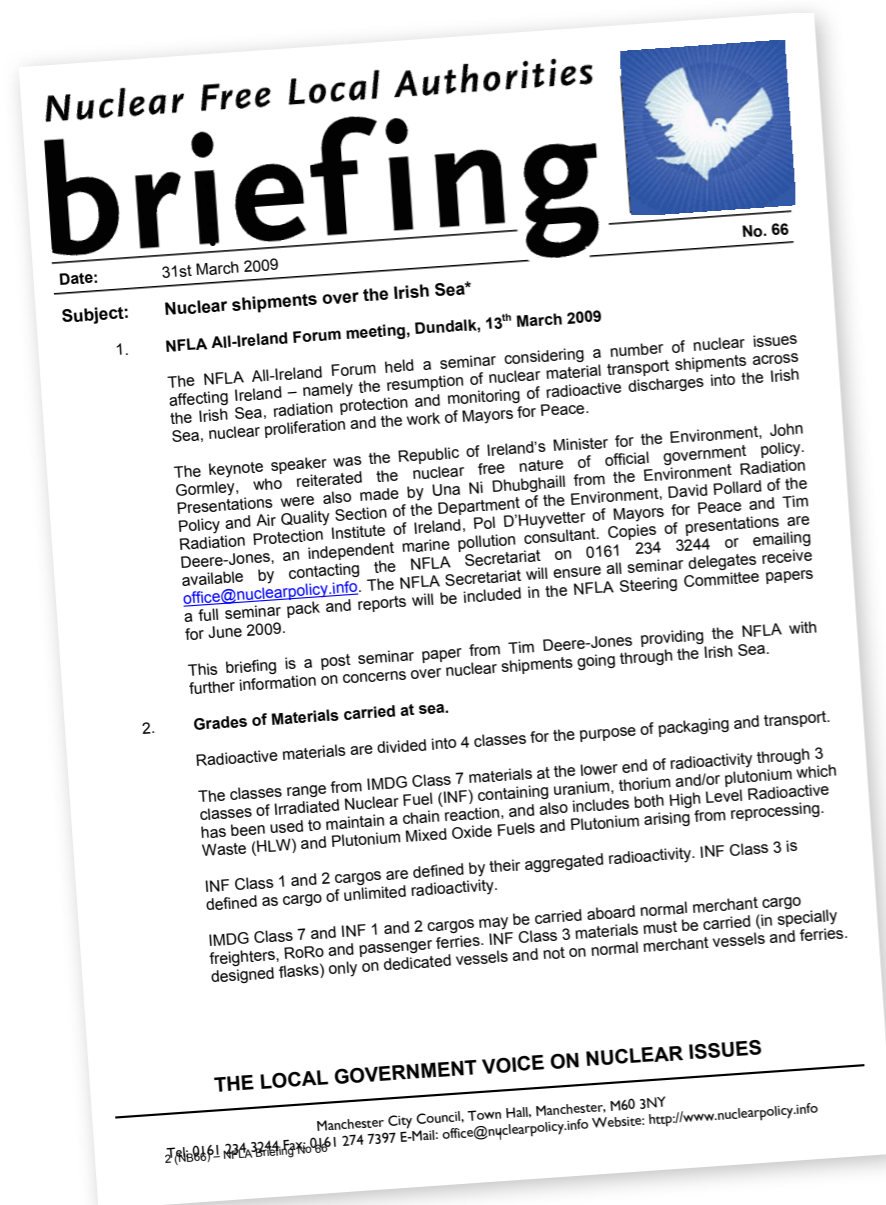 Nuclear Free Local Authorities
briefing
No. 66
Date: 31st March 2009
Subject: Nuclear shipments over the Irish Sea*
1. NFLA All-Ireland Forum meeting, Dundalk, 13th March 2009
The NFLA All-Ireland Forum held a seminar considering a number of nuclear issues
affecting Ireland – namely the resumption of nuclear material transport shipments across
the Irish Sea, radiation protection and monitoring of radioactive discharges into the Irish
Sea, nuclear proliferation and the work of Mayors for Peace.
The keynote speaker was the Republic of Ireland's Minister for the Environment, John
Gormley, who reiterated the nuclear free nature of official government policy.
Presentations were also made by Una Ni Dhubghaill from the Environment Radiation
Policy and Air Quality Section of the Department of the Environment, David Pollard of the
Radiation Protection Institute of Ireland, Pol D'Huyvetter of Mayors for Peace and Tim
Deere-Jones, an independent marine pollution consultant. Copies of presentations are
available by contacting the NFLA Secretariat on 0161 234 3244 or emailing
office@nuclearpolicy.info. The NFLA Secretariat will ensure all seminar delegates receive
a full seminar pack and reports will be included in the NFLA Steering Committee papers
for June 2009.
This briefing is a post seminar paper from Tim Deere-Jones providing the NFLA with
further information on concerns over nuclear shipments going through the Irish Sea.
2. Grades of Materials carried at sea.
Radioactive materials are divided into 4 classes for the purpose of packaging and transport.
The classes range from IMDG Class 7 materials at the lower end of radioactivity through 3
classes of Irradiated Nuclear Fuel (INF) containing uranium, thorium and/or plutonium which
has been used to maintain a chain reaction, and also includes both High Level Radioactive
Waste (HLW) and Plutonium Mixed Oxide Fuels and Plutonium arising from reprocessing.
INF Class 1 and 2 cargos are defined by their aggregated radioactivity. INF Class 3 is
defined as cargo of unlimited radioactivity.
IMDG Class 7 and INF 1 and 2 cargos may be carried aboard normal merchant cargo
freighters, RoRo and passenger ferries. INF Class 3 materials must be carried (in specially
designed flasks) only on dedicated vessels and not on normal merchant vessels and ferries.
THE LOCAL GOVERNMENT VOICE ON NUCLEAR ISSUES
Manchester City Council, Town Hall, Manchester, M60 3NY
Tel: 0161 234 3244 Fax: 0161 274 7397 E-Mail: office@nuclearpolicy.info Website: http://www.nuclearpolicy.info
2 (NB66) – NFLA Briefing No 66